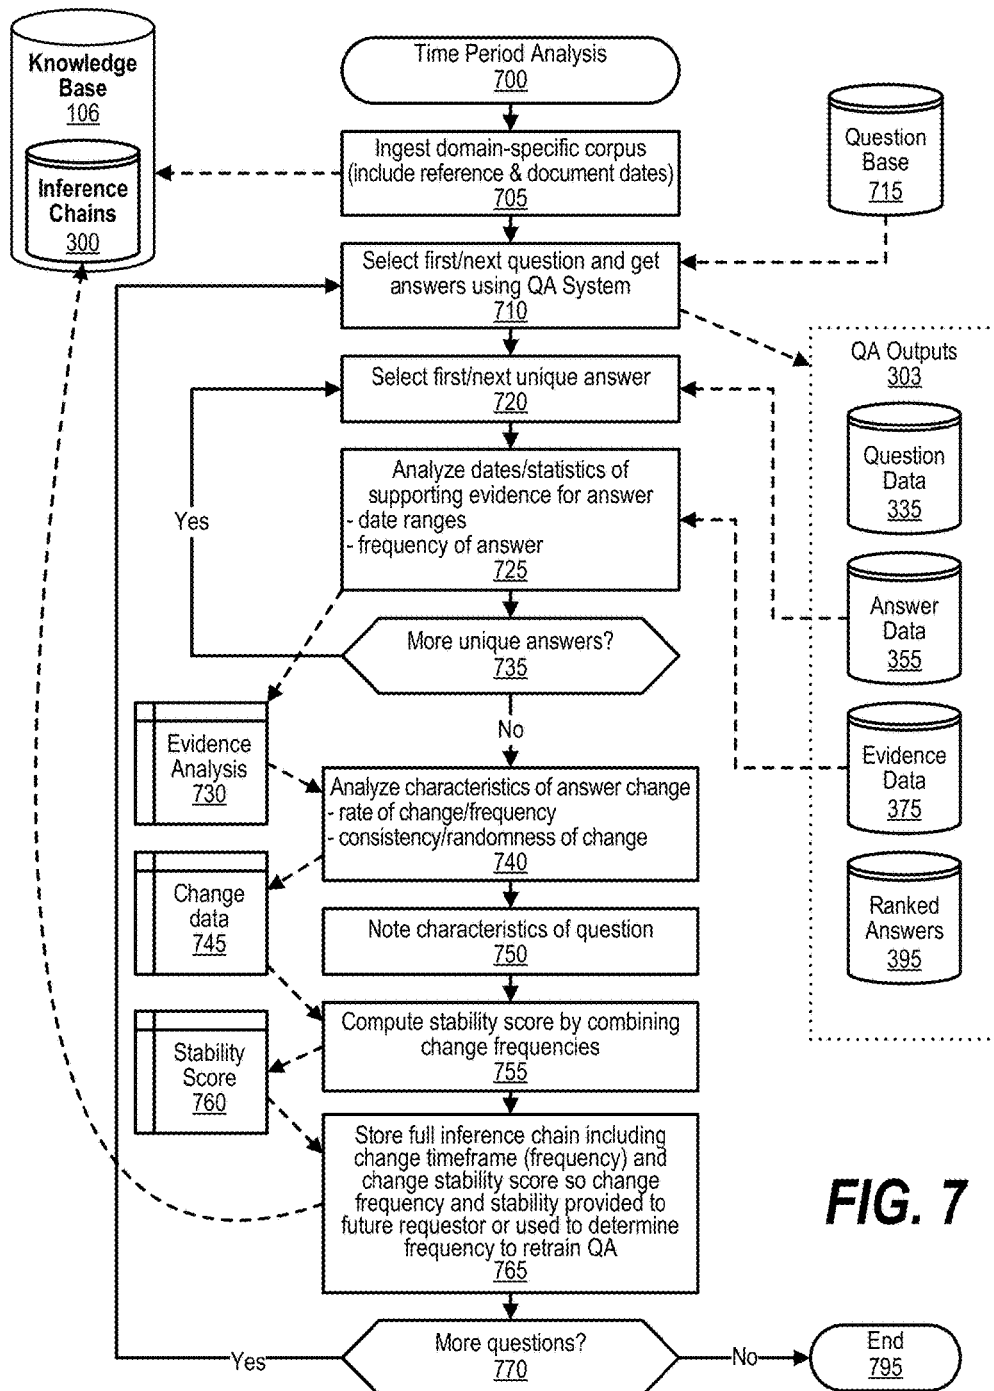 Knowledge
Base
106
Inference
Chains
300
Time Period Analysis
700
Ingest domain-specific corpus
(include reference & document dates)
705
Question
Base
715
Select first/next question and get
answers using QA System
710
QA Outputs
303
Select first/next unique answer
720
Question
Data
335
Analyze dates/statistics of
supporting evidence for answer
- date ranges
- frequency of answer
725
Yes
Answer
Data
355
More unique answers?
735
No
Evidence
Analysis
730
Evidence
Data
375
Analyze characteristics of answer change
- rate of change/frequency
- consistency/randomness of change
740
Change
data
745
Ranked
Answers
395
Note characteristics of question
750
Compute stability score by combining
change frequencies
755
Stability
Score
760
Store full inference chain including
change timeframe (frequency) and
change stability score so change
frequency and stability provided to
future requestor or used to determine
frequency to retrain QA
765
FIG. 7
More questions?
770
Yes
No
End
795